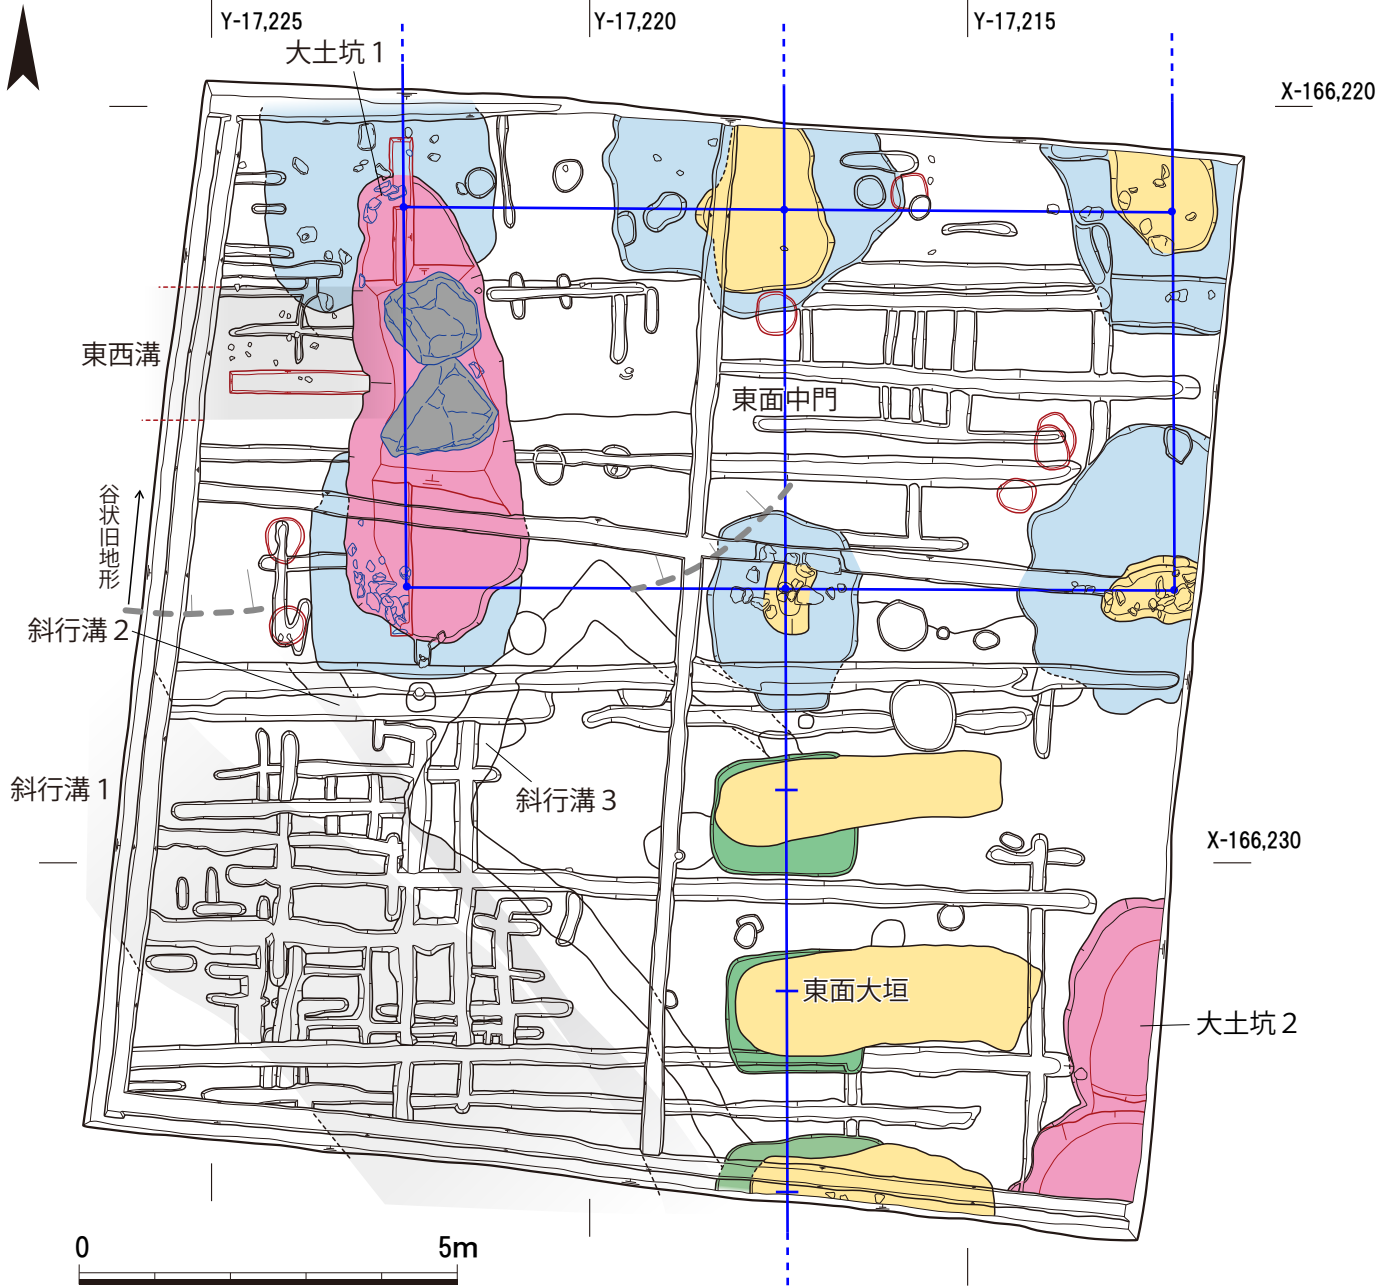 Y-17,225
Y-17,220
Y-17,215
大土坑1
X-166,220
東西溝
東面中門
谷状旧地形
斜行溝2
斜行溝1
斜行溝3
X-166,230
東面大垣
大土坑2
0
5m